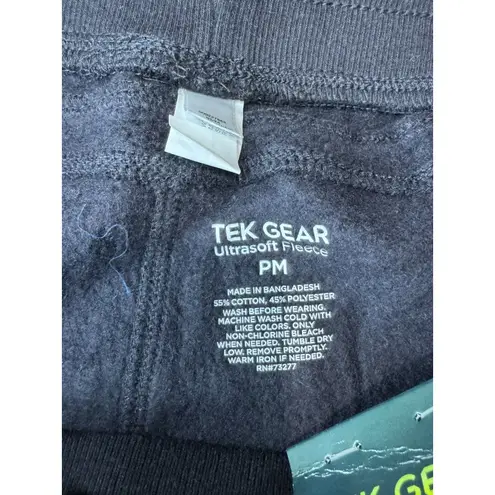 TEK GEAR
Ultrasoft Fleece
PM
MADE IN BANGLADESH
55% COTTON, 45% POLYESTER
WASH BEFORE WEARING.
MACHINE WASH COLD WITH
LIKE COLORS. ONLY
NON-CHLORINE BLEACH
WHEN NEEDED. TUMBLE DRY
LOW. REMOVE PROMPTLY.
WARM IRON IF NEEDED.
RN#73277
TEK GE